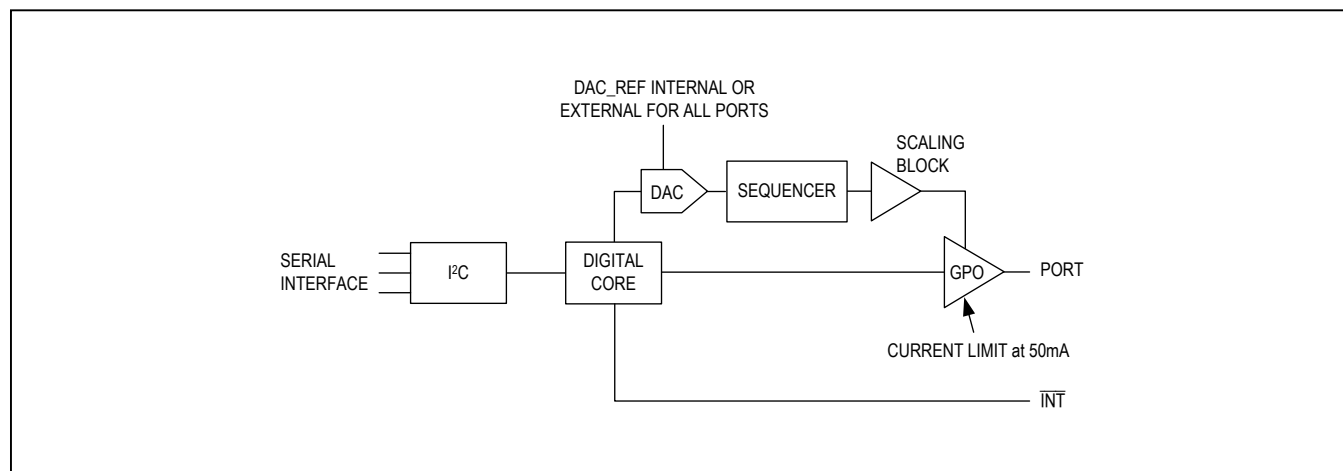 DAC_REF INTERNAL OR
EXTERNAL FOR ALL PORTS
SCALING
BLOCK
DAC
SEQUENCER
SERIAL
INTERFACE
I²C
DIGITAL
CORE
GPO
PORT
CURRENT LIMIT at 50mA
I̅N̅T̅